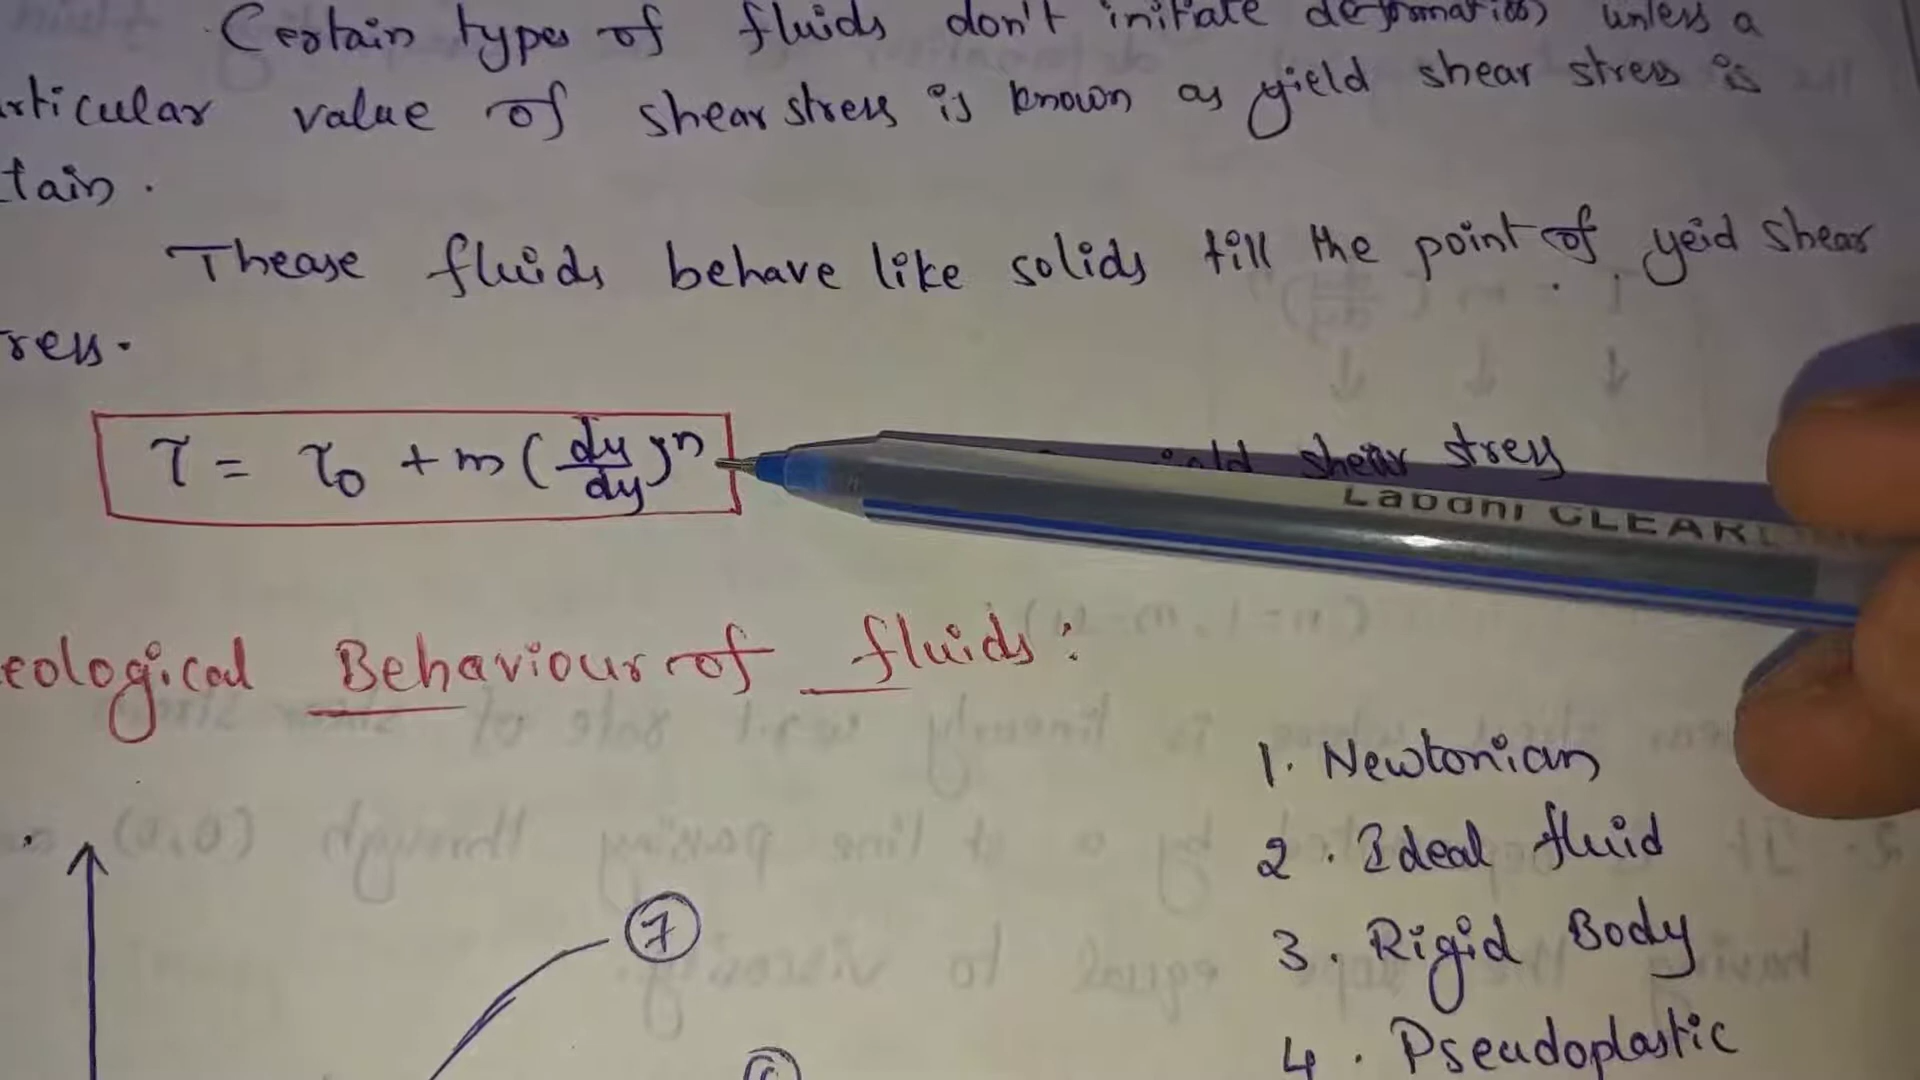 Certain types of fluids don't initiate deformation unless a
rticular value of shear stress is known as yield shear stress is
tain.
Thease fluids behave like solids till the point of yeid shear
ress.
τ = τ₀ + m (du/dy)ⁿ
shear stress
Labdhi CLEAR
eological Behaviour of fluids:
1. Newtonian
2. Ideal fluid
3. Rigid Body
7
4. Pseudoplastic